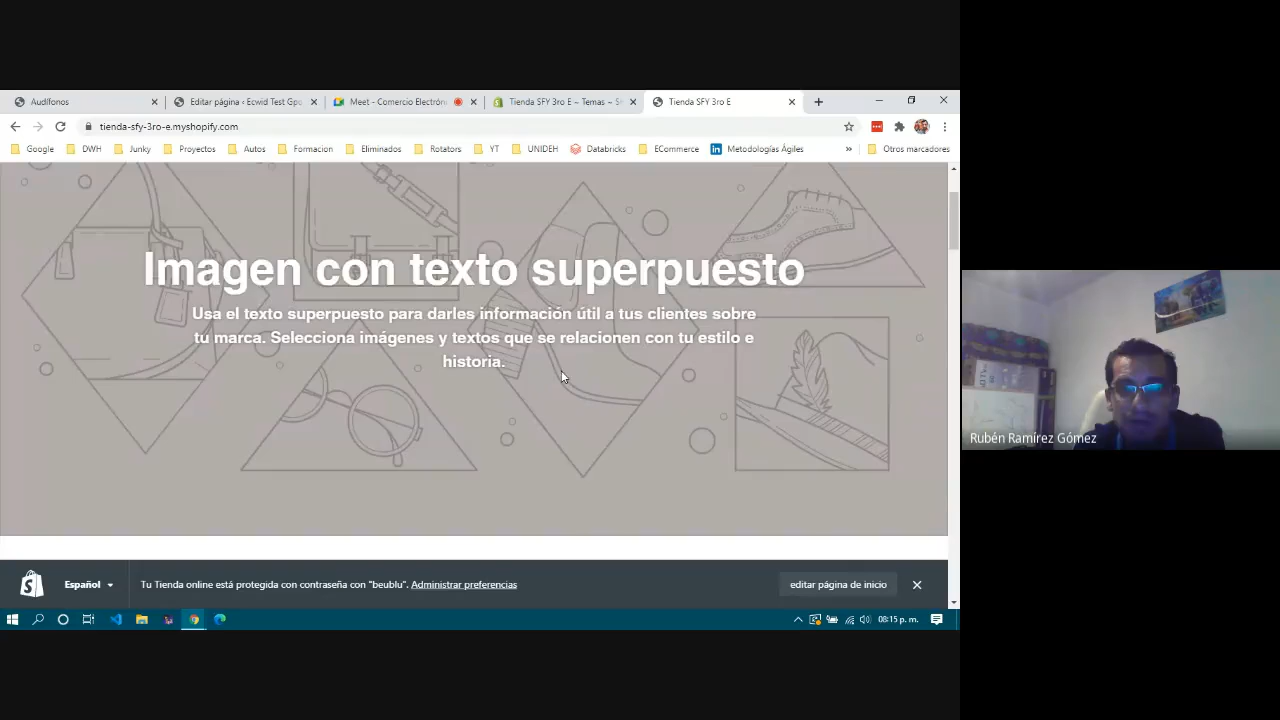 Audífonos
Editar página ‹ Ecwid Test Gpo
Meet - Comercio Electrón
Tienda SFY 3ro E ~ Temas ~ Sh
Tienda SFY 3ro E
tienda-sfy-3ro-e.myshopify.com
Google
DWH
Junky
Proyectos
Autos
Formacion
Eliminados
Rotators
YT
UNIDEH
Databricks
ECommerce
Metodologías Ágiles
»
Otros marcadores
Imagen con texto superpuesto
Usa el texto superpuesto para darles información útil a tus clientes sobre
tu marca. Selecciona imágenes y textos que se relacionen con tu estilo e
historia.
Rubén Ramírez Gómez
Español
Tu Tienda online está protegida con contraseña con "beublu". Administrar preferencias
editar página de inicio
08:15 p. m.